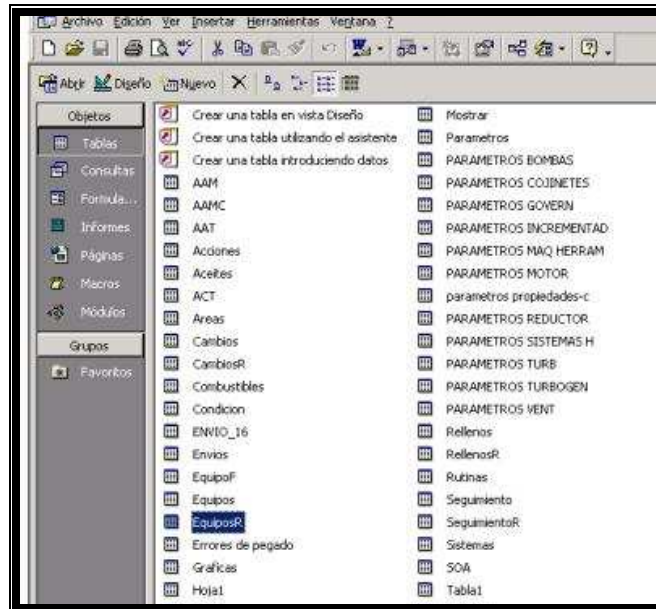 Archivo Edición Ver Insertar Herramientas Ventana ?
Abrir Diseño Nuevo
Objetos
Tablas
Consultas
Formula...
Informes
Páginas
Macros
Módulos
Grupos
Favoritos
Crear una tabla en vista Diseño
Crear una tabla utilizando el asistente
Crear una tabla introduciendo datos
AAM
AAMC
AAT
Acciones
Aceites
ACT
Areas
Cambios
CambiosR
Combustibles
Condicion
ENVIO_16
Envios
EquipoF
Equipos
EquiposR
Errores de pegado
Graficas
Hoja1
Mostrar
Parametros
PARAMETROS BOMBAS
PARAMETROS COJINETES
PARAMETROS GOVERN
PARAMETROS INCREMENTAD
PARAMETROS MAQ HERRAM
PARAMETROS MOTOR
parametros propiedades-c
PARAMETROS REDUCTOR
PARAMETROS SISTEMAS H
PARAMETROS TURB
PARAMETROS TURBOGEN
PARAMETROS VENT
Rellenos
RellenosR
Rutinas
Seguimiento
SeguimientoR
Sistemas
SOA
Tabla1